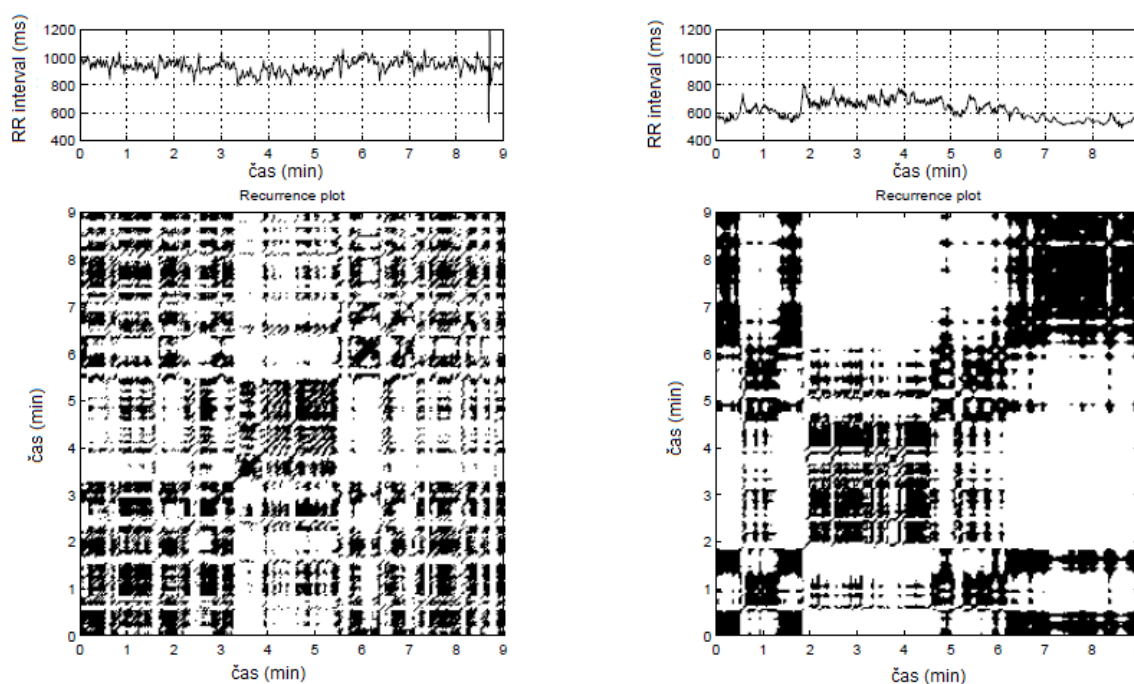 RR interval (ms)
1200
1000
800
600
400
0 1 2 3 4 5 6 7 8 9
čas (min)
Recurrence plot
čas (min)
9
8
7
6
5
4
3
2
1
0
0 1 2 3 4 5 6 7 8 9
čas (min)
RR interval (ms)
1200
1000
800
600
400
0 1 2 3 4 5 6 7 8
čas (min)
Recurrence plot
čas (min)
9
8
7
6
5
4
3
2
1
0
0 1 2 3 4 5 6 7 8
čas (min)